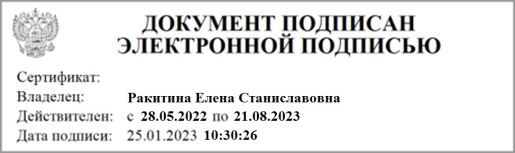 ДОКУМЕНТ ПОДПИСАН
ЭЛЕКТРОННОЙ ПОДПИСЬЮ
Сертификат:
Владелец: Ракитина Елена Станиславовна
Действителен: с 28.05.2022 по 21.08.2023
Дата подписи: 25.01.2023 10:30:26